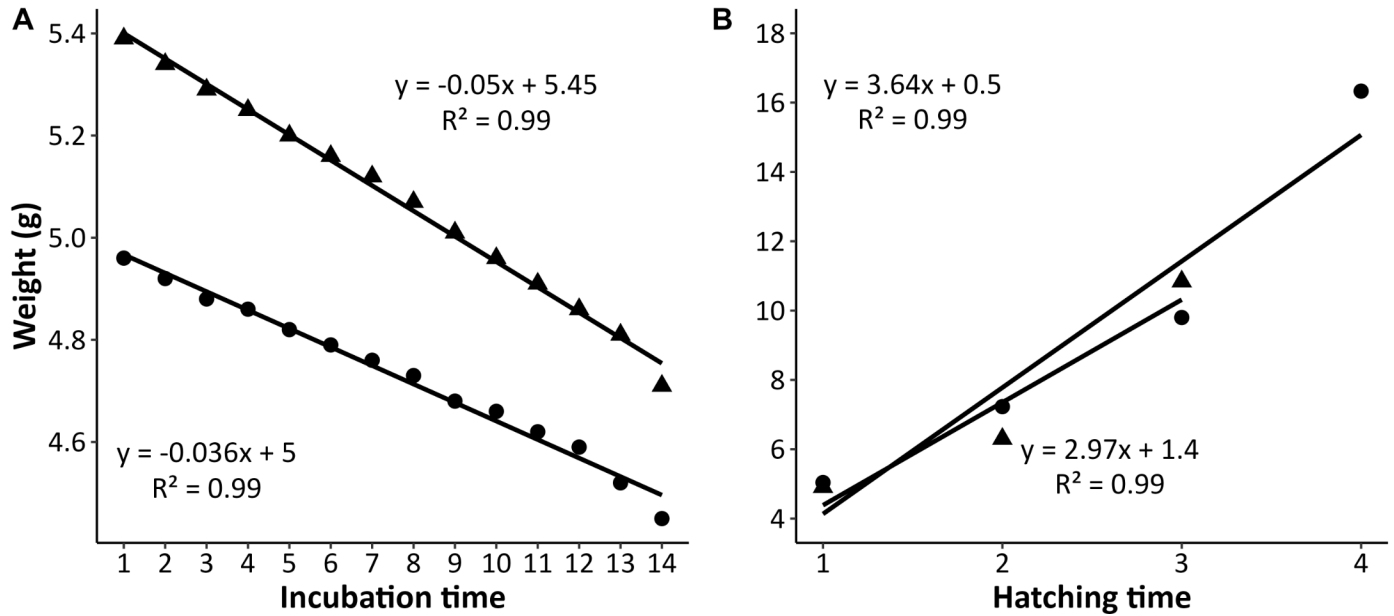 A
5.4
5.2
5.0
4.8
4.6
Weight (g)
y = -0.05x + 5.45
R² = 0.99
y = -0.036x + 5
R² = 0.99
1 2 3 4 5 6 7 8 9 10 11 12 13 14
Incubation time
B
18
16
14
12
10
8
6
4
y = 3.64x + 0.5
R² = 0.99
y = 2.97x + 1.4
R² = 0.99
1 2 3 4
Hatching time